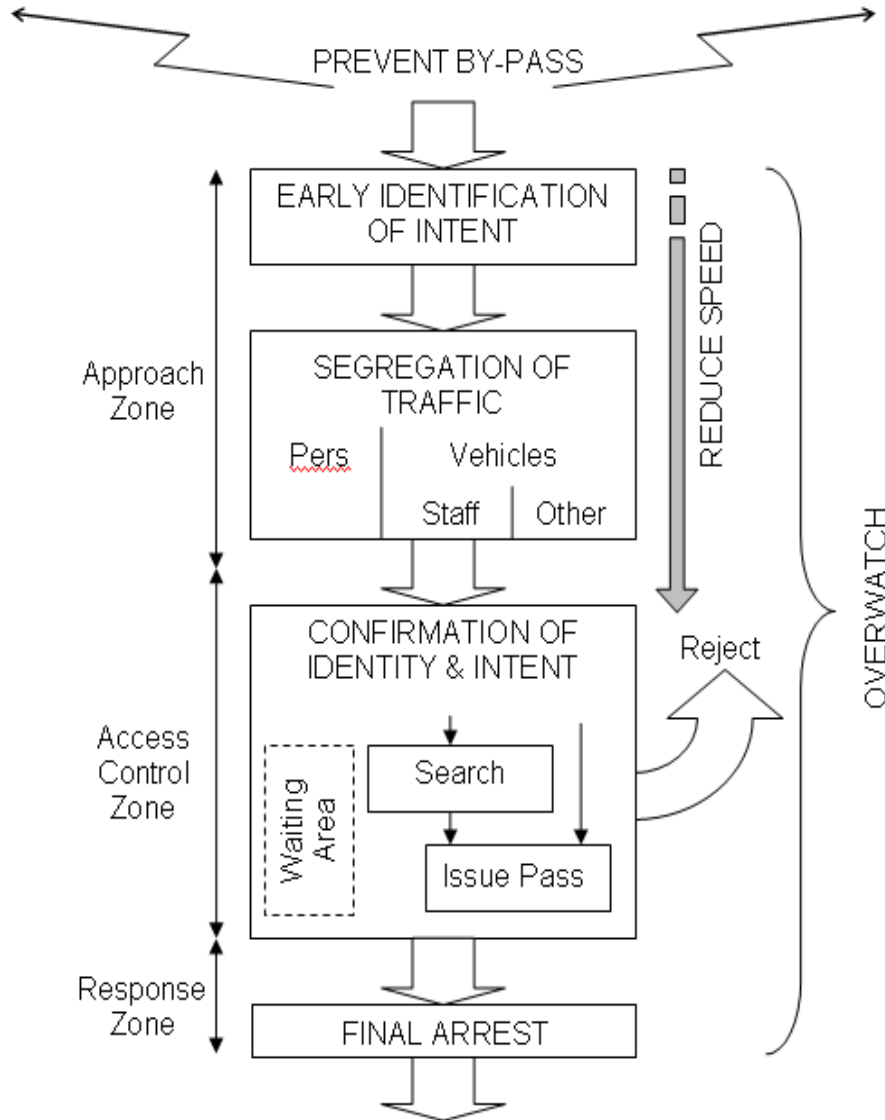 PREVENT BY-PASS
EARLY IDENTIFICATION
OF INTENT
REDUCE SPEED
Approach
Zone
SEGREGATION OF
TRAFFIC
Pers
Vehicles
Staff
Other
OVERWATCH
CONFIRMATION OF
IDENTITY & INTENT
Reject
Access
Control
Zone
Waiting
Area
Search
Issue Pass
Response
Zone
FINAL ARREST